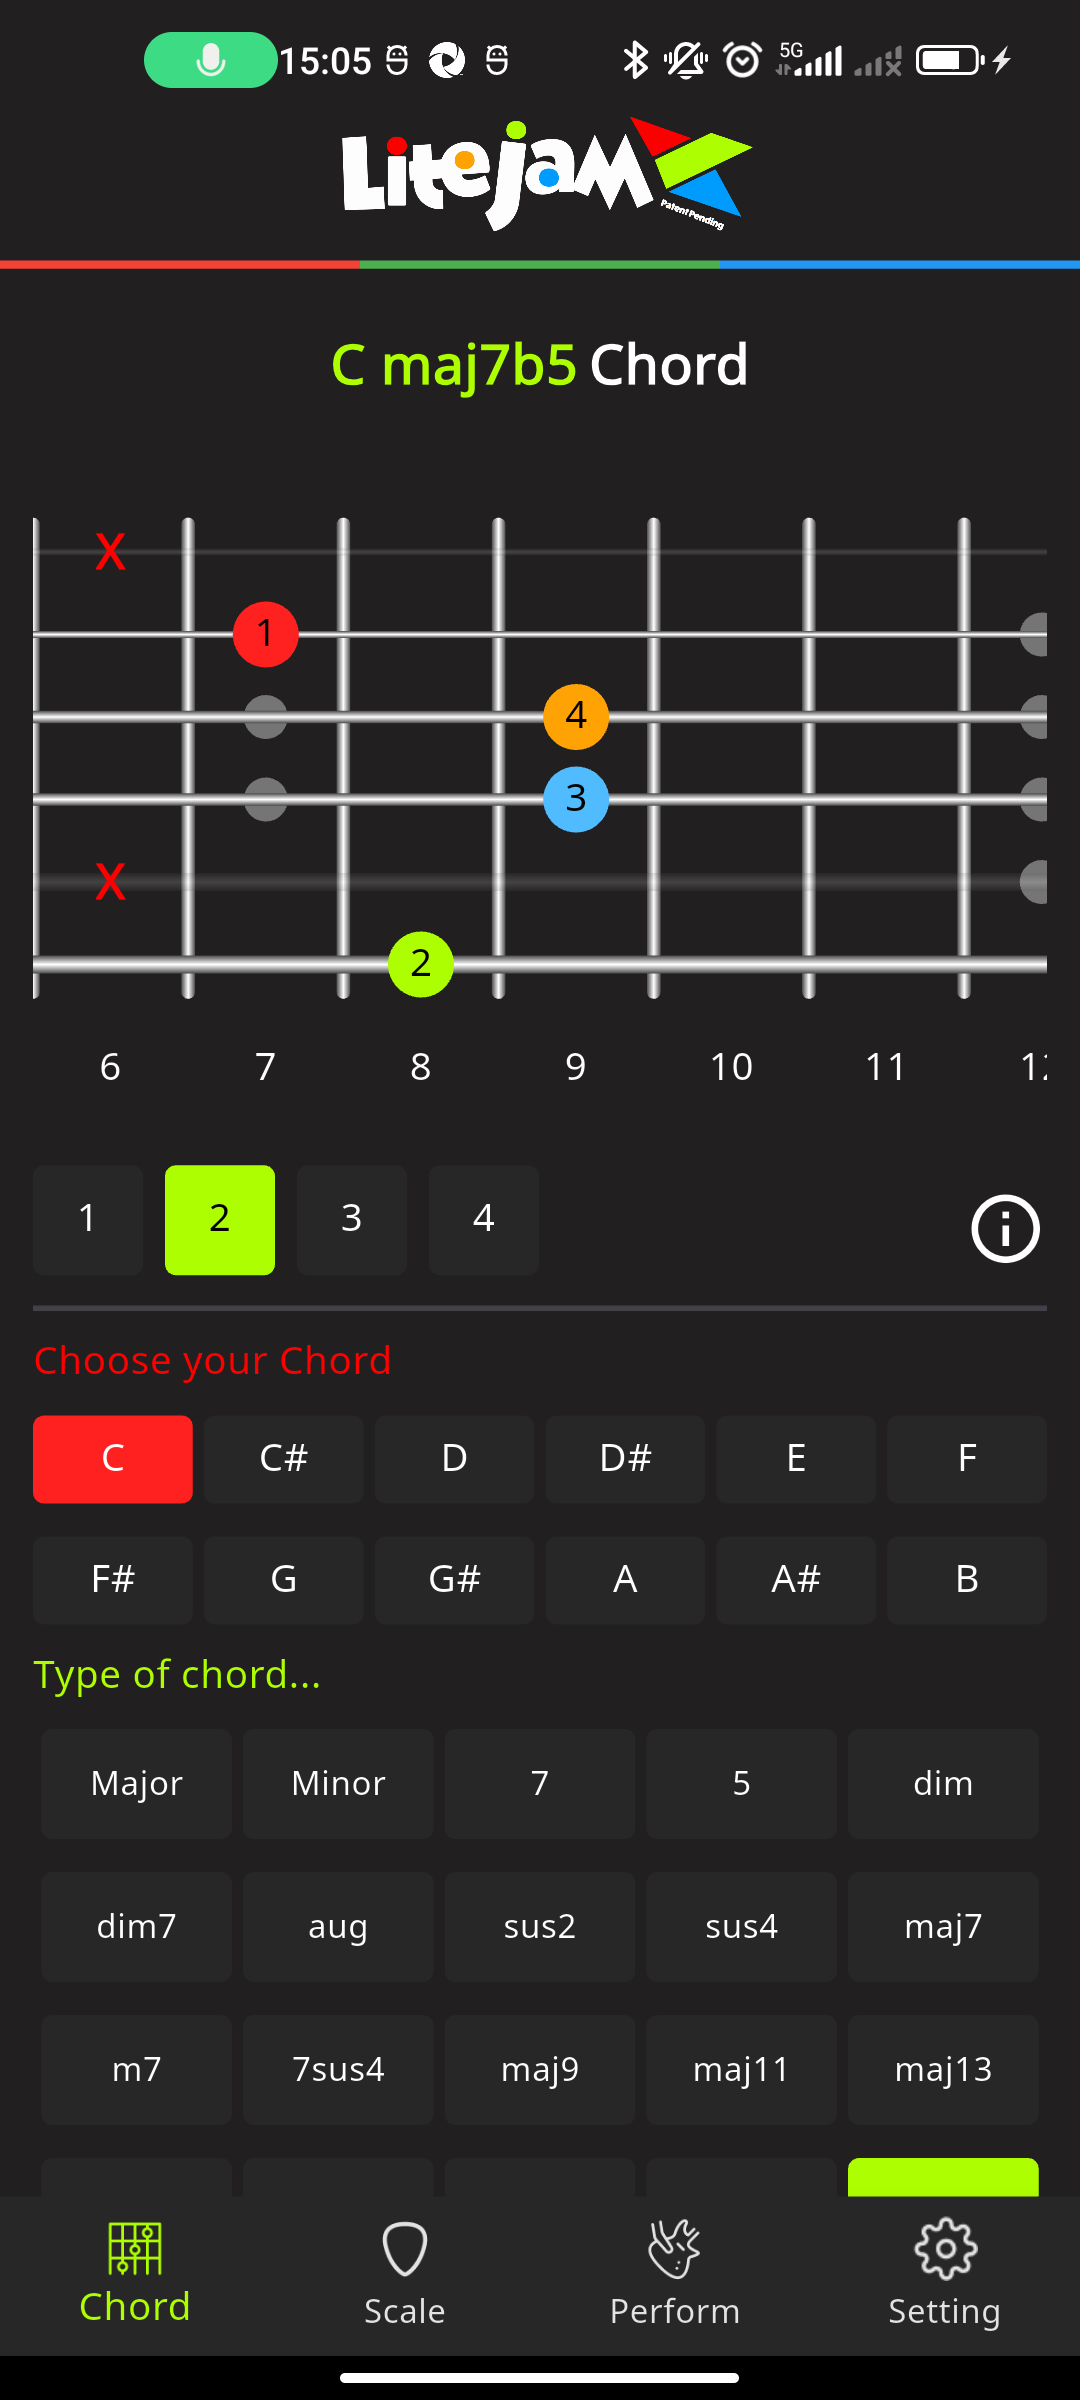 15:05 5G
Litejam
Patent Pending
C maj7b5 Chord
X
1
4
3
X
2
6 7 8 9 10 11
1 2 3 4
Choose your Chord
C C# D D# E F
F# G G# A A# B
Type of chord...
Major Minor 7 5 dim
dim7 aug sus2 sus4 maj7
m7 7sus4 maj9 maj11 maj13
Chord Scale Perform Setting